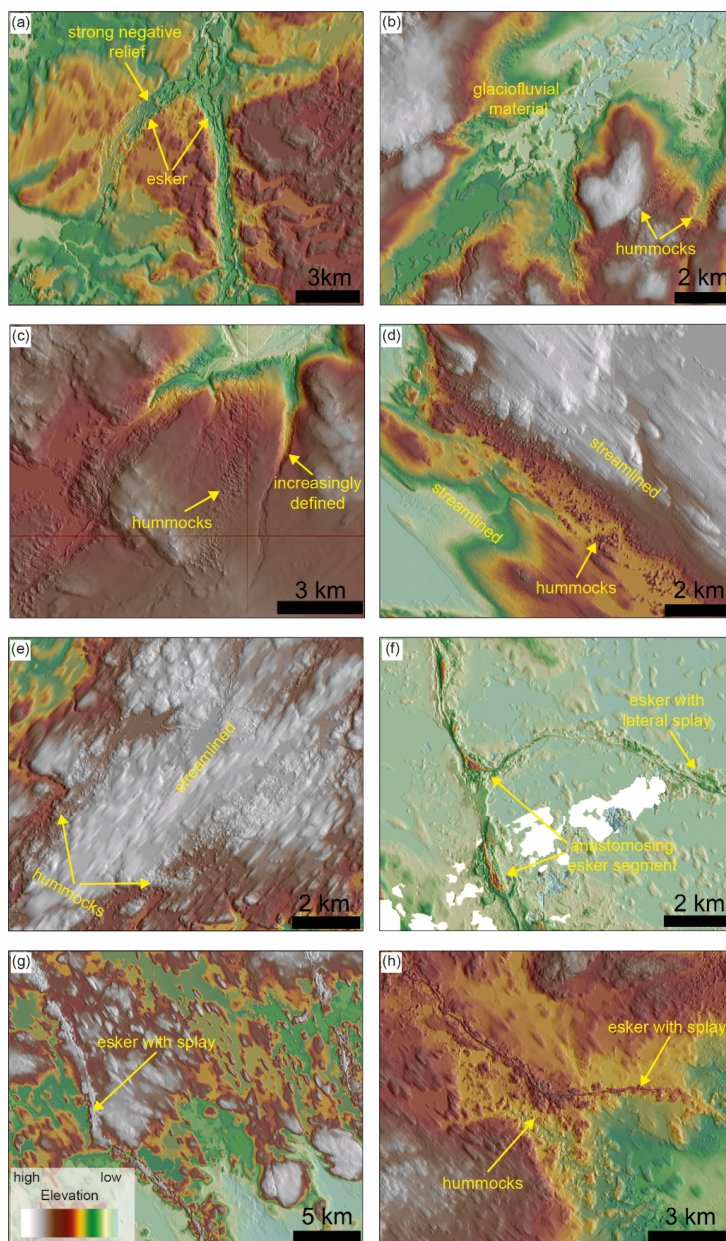 (a)
strong negative
relief
esker
3km
(b)
glaciofluvial
material
hummocks
2 km
(c)
hummocks
increasingly
defined
3 km
(d)
streamlined
streamlined
hummocks
2 km
(e)
streamlined
hummocks
2 km
(f)
esker with
lateral splay
anastomosing
esker segment
2 km
(g)
esker with splay
high low
Elevation
5 km
(h)
esker with splay
hummocks
3 km